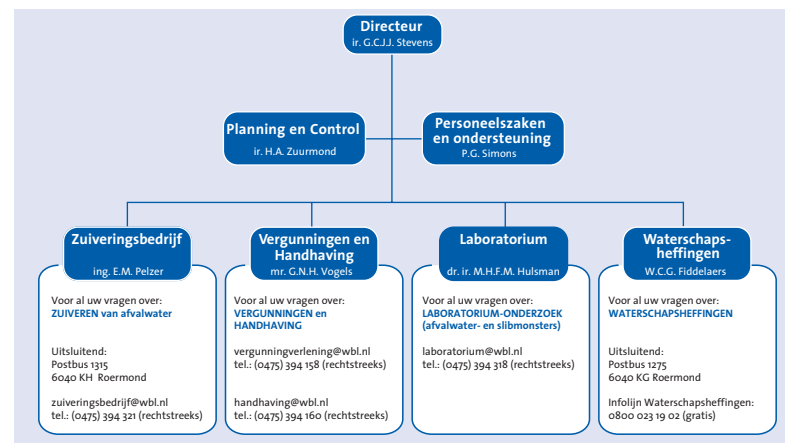 Directeur
ir. G.C.J.J. Stevens
Planning en Control
ir. H.A. Zuurmond
Personeelszaken
en ondersteuning
P.G. Simons
Zuiveringsbedrijf
ing. E.M. Pelzer
Voor al uw vragen over:
ZUIVEREN van afvalwater
Uitsluitend:
Postbus 1315
6040 KH Roermond
zuiveringsbedrijf@wbl.nl
tel.: (0475) 394 321 (rechtstreeks)
Vergunningen en
Handhaving
mr. G.N.H. Vogels
Voor al uw vragen over:
VERGUNNINGEN en
HANDHAVING
vergunningverlening@wbl.nl
tel.: (0475) 394 158 (rechtstreeks)
handhaving@wbl.nl
tel.: (0475) 394 160 (rechtstreeks)
Laboratorium
dr. ir. M.H.F.M. Hulsman
Voor al uw vragen over:
LABORATORIUM-ONDERZOEK
(afvalwater- en slibmonsters)
laboratorium@wbl.nl
tel.: (0475) 394 318 (rechtstreeks)
Waterschaps-
heffingen
W.C.G. Fiddelaers
Voor al uw vragen over:
WATERSCHAPSHEFFINGEN
Uitsluitend:
Postbus 1275
6040 KG Roermond
Infolijn Waterschapsheffingen:
0800 023 19 02 (gratis)